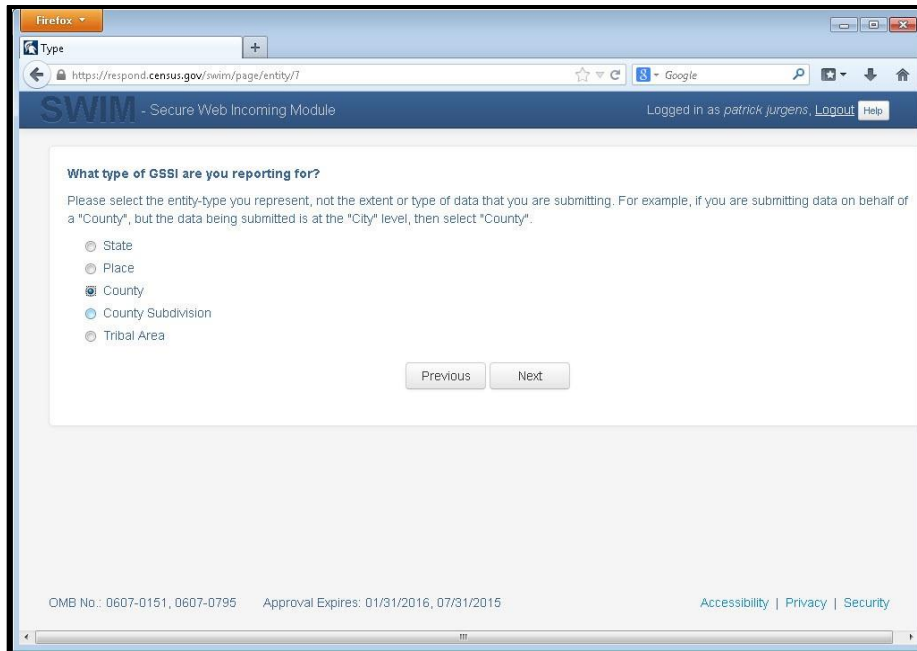 Firefox
Type
https://respond.census.gov/swim/page/entity/7
Google
SWIM - Secure Web Incoming Module
Logged in as patrick jurgens, Logout Help
What type of GSSI are you reporting for?
Please select the entity-type you represent, not the extent or type of data that you are submitting. For example, if you are submitting data on behalf of
a "County", but the data being submitted is at the "City" level, then select "County".
State
Place
County
County Subdivision
Tribal Area
Previous Next
OMB No.: 0607-0151, 0607-0795 Approval Expires: 01/31/2016, 07/31/2015 Accessibility | Privacy | Security